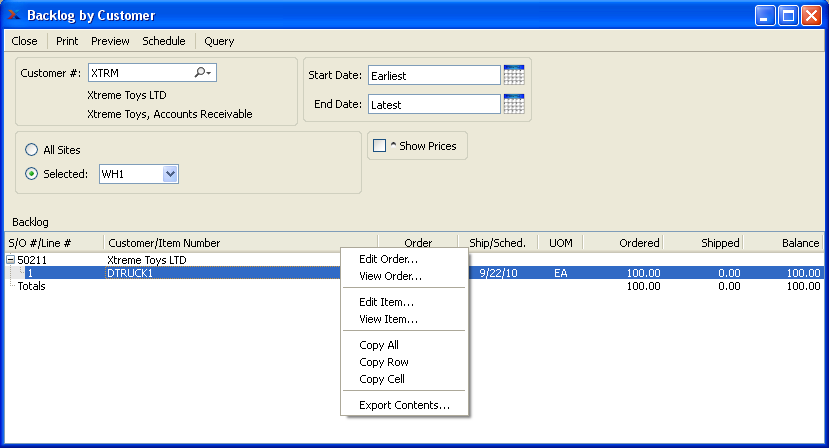 Backlog by Customer
Close Print Preview Schedule Query
Customer #: XTRM
Xtreme Toys LTD
Xtreme Toys, Accounts Receivable
Start Date: Earliest
End Date: Latest
All Sites
Selected: WH1
^ Show Prices
Backlog
S/O #/Line # Customer/Item Number Order Ship/Sched. UOM Ordered Shipped Balance
50211 Xtreme Toys LTD
1 DTRUCK1 9/22/10 EA 100.00 0.00 100.00
Totals 100.00 0.00 100.00
Edit Order...
View Order...
Edit Item...
View Item...
Copy All
Copy Row
Copy Cell
Export Contents...